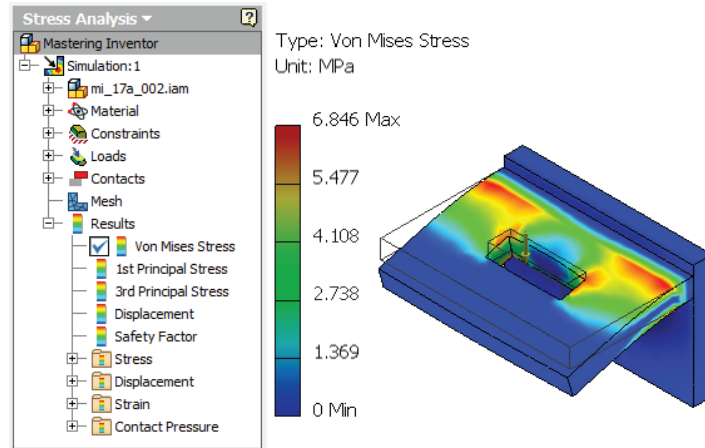 Stress Analysis
Mastering Inventor
Simulation:1
mi_17a_002.iam
Material
Constraints
Loads
Contacts
Mesh
Results
Von Mises Stress
1st Principal Stress
3rd Principal Stress
Displacement
Safety Factor
Stress
Displacement
Strain
Contact Pressure
Type: Von Mises Stress
Unit: MPa
6.846 Max
5.477
4.108
2.738
1.369
0 Min